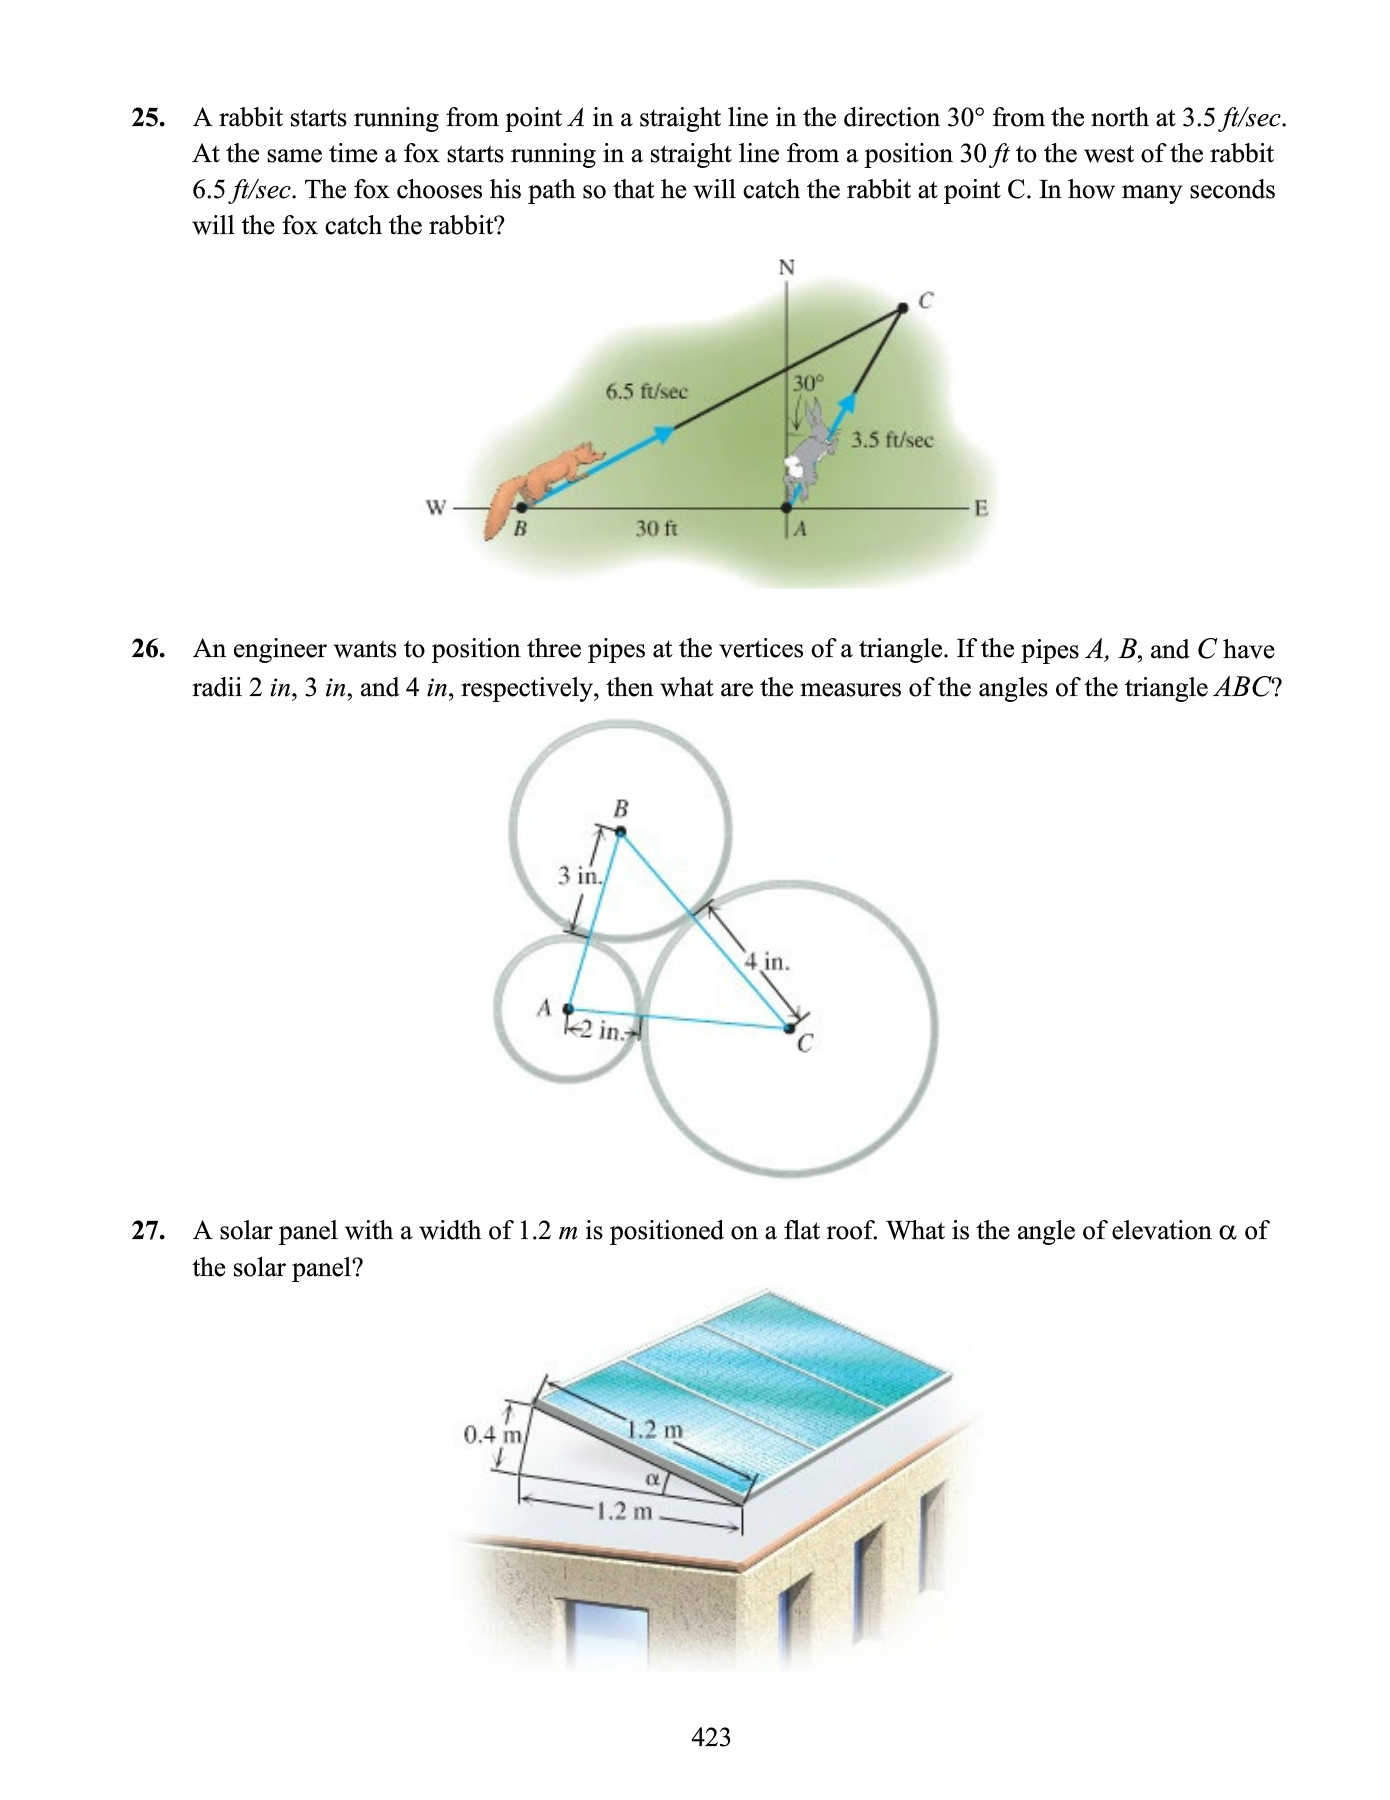 25. A rabbit starts running from point A in a straight line in the direction 30° from the north at 3.5 ft/sec.
At the same time a fox starts running in a straight line from a position 30 ft to the west of the rabbit
6.5 ft/sec. The fox chooses his path so that he will catch the rabbit at point C. In how many seconds
will the fox catch the rabbit?
N
C
30°
6.5 ft/sec
3.5 ft/sec
W
E
B
30 ft
A
26. An engineer wants to position three pipes at the vertices of a triangle. If the pipes A, B, and C have
radii 2 in, 3 in, and 4 in, respectively, then what are the measures of the angles of the triangle ABC?
B
3 in.
4 in.
A
2 in.
C
27. A solar panel with a width of 1.2 m is positioned on a flat roof. What is the angle of elevation α of
the solar panel?
0.4 m
1.2 m
α
1.2 m
423